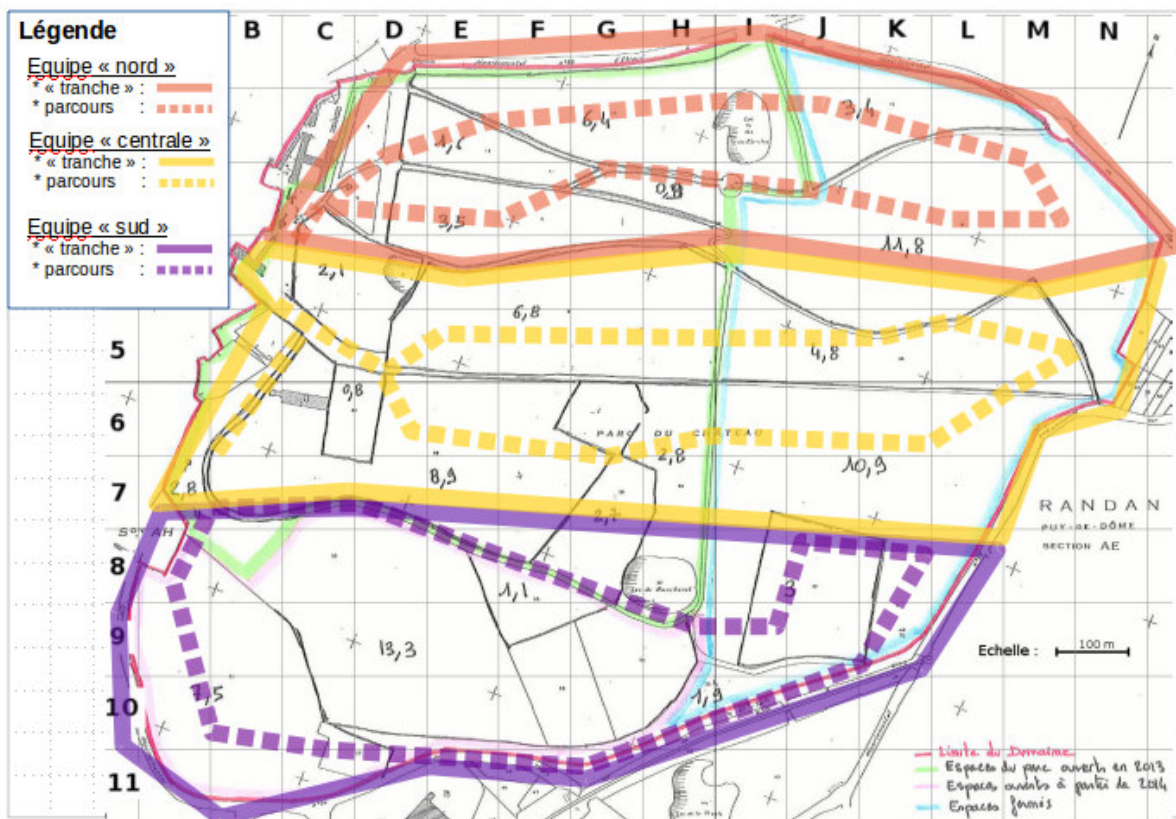 Légende
Equipe « nord »
* « tranche » :
* parcours :
Equipe « centrale »
* « tranche » :
* parcours :
Equipe « sud »
* « tranche » :
* parcours :
B C D E F G H I J K L M N
6,4
3,4
1,6
0,8
3,5
11,8
2,1
6,8
5
4,8
0,8
6
PARC DU CHATEAU
2,8
8,9
10,9
7
2,8
2,7
RANDAN
PUY-DE-DÔME
SECTION AE
8
1,1
3
9
13,3
Echelle : 100 m
7,5
1,9
10
11
Limite du Domaine
Espaces du parc ouverts en 2013
Espaces ouverts à partir de 2014
Espaces fermés